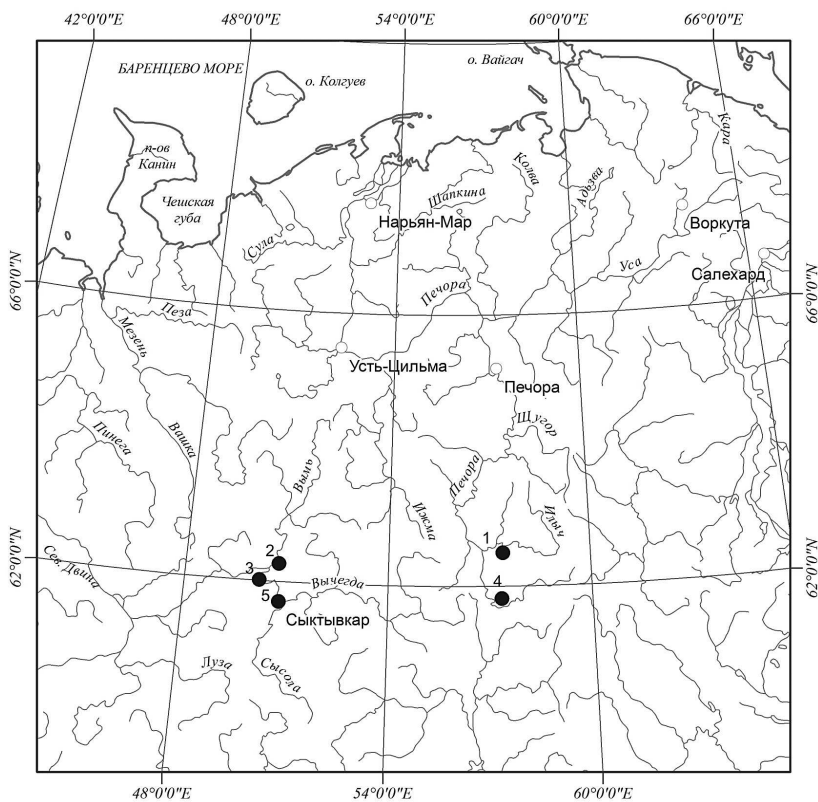 42°0'0"E 48°0'0"E 54°0'0"E 60°0'0"E 66°0'0"E
БАРЕНЦЕВО МОРЕ
о. Вайгач
о. Колгуев
Кара
п-ов
Канин
Колва
Адзьва
Шапкина
Чешская
губа
Нарьян-Мар
Воркута
Сула
Уса
Салехард
66°0'0"N
Печора
66°0'0"N
Пеза
Мезень
Усть-Цильма
Печора
Щугор
Пинега
Вашка
Вымь
Печора
Ижма
Илыч
1
2
62°0'0"N
Сев. Двина
3
Вычегда
4
62°0'0"N
5
Сыктывкар
Луза
Сысола
48°0'0"E 54°0'0"E 60°0'0"E